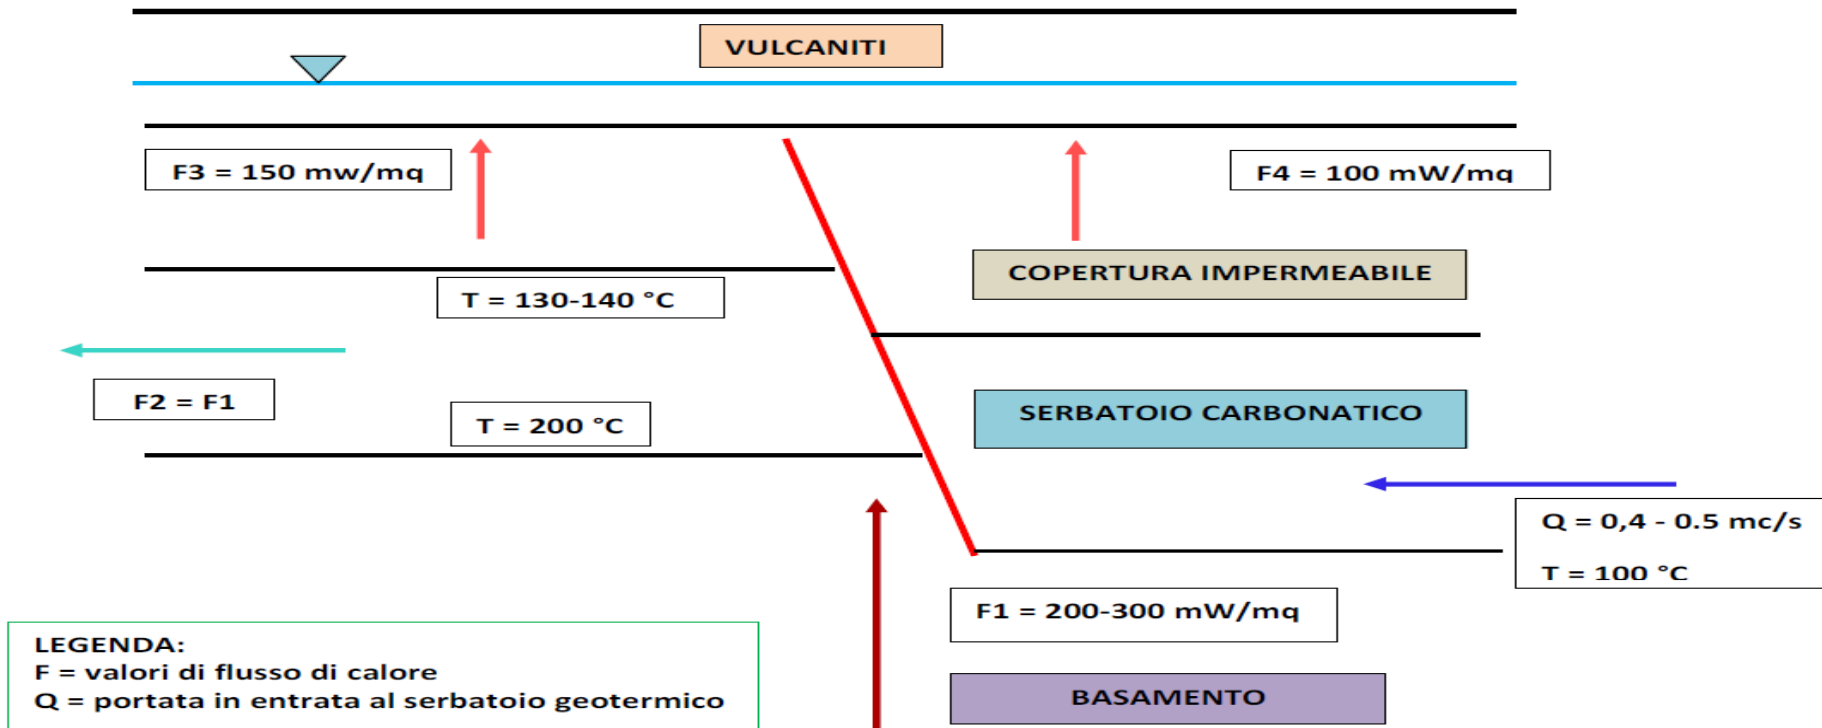 VULCANITI
F3 = 150 mw/mq
F4 = 100 mW/mq
COPERTURA IMPERMEABILE
T = 130-140 °C
F2 = F1
SERBATOIO CARBONATICO
T = 200 °C
Q = 0,4 - 0.5 mc/s
T = 100 °C
F1 = 200-300 mW/mq
LEGENDA:
F = valori di flusso di calore
Q = portata in entrata al serbatoio geotermico
BASAMENTO